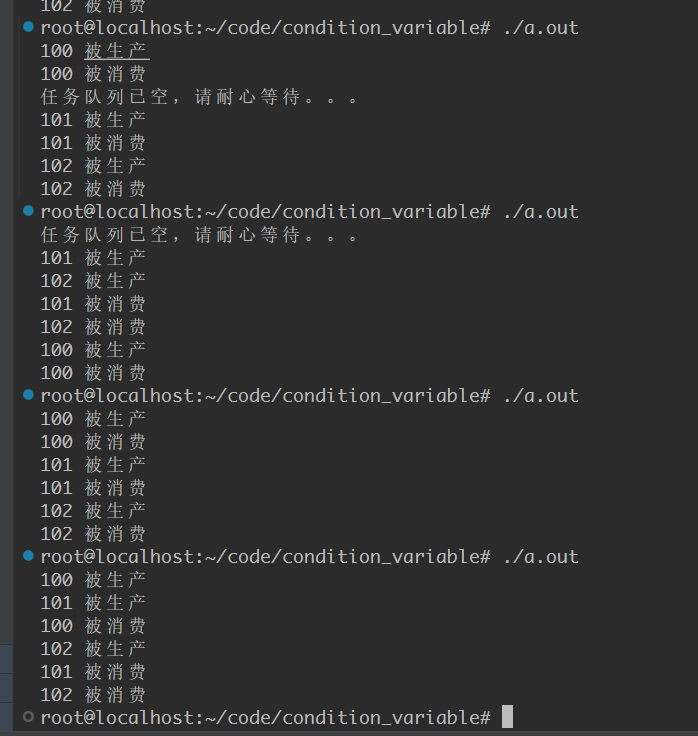 102 被消费
root@localhost:~/code/condition_variable# ./a.out
100 被生产
100 被消费
任务队列已空，请耐心等待。。。
101 被生产
101 被消费
102 被生产
102 被消费
root@localhost:~/code/condition_variable# ./a.out
任务队列已空，请耐心等待。。。
101 被生产
102 被生产
101 被消费
102 被消费
100 被生产
100 被消费
root@localhost:~/code/condition_variable# ./a.out
100 被生产
100 被消费
101 被生产
101 被消费
102 被生产
102 被消费
root@localhost:~/code/condition_variable# ./a.out
100 被生产
101 被生产
100 被消费
102 被生产
101 被消费
102 被消费
root@localhost:~/code/condition_variable#